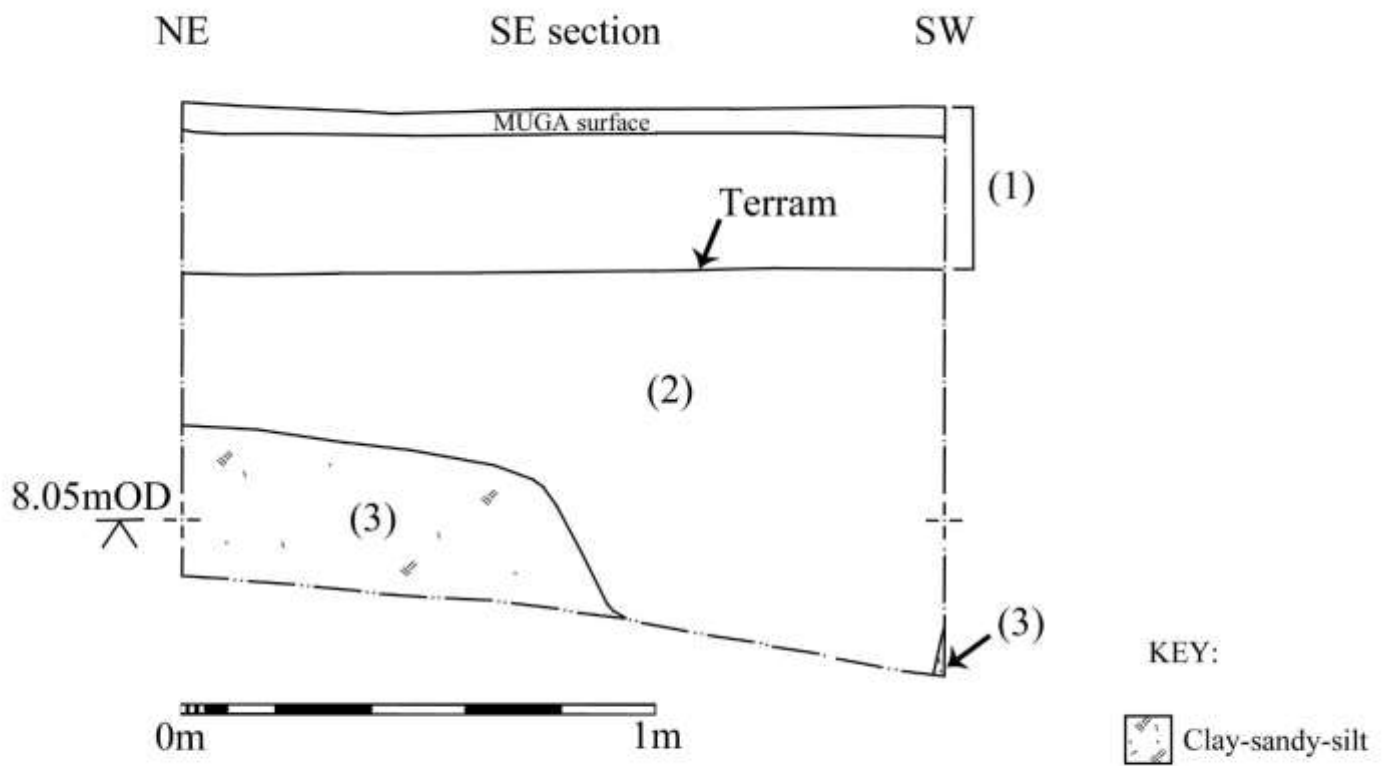 NE SE section SW
MUGA surface
(1)
Terram
(2)
8.05mOD
(3)
(3)
KEY:
0m 1m
Clay-sandy-silt